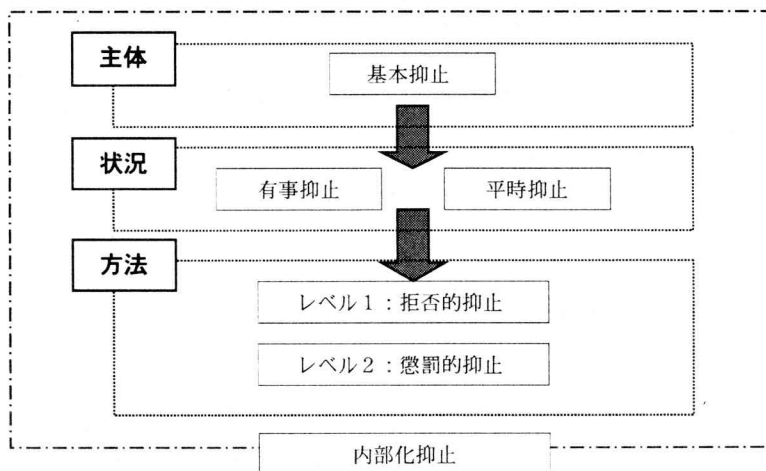 主体
基本抑止
状況
有事抑止
平時抑止
方法
レベル1：拒否的抑止
レベル2：懲罰的抑止
内部化抑止